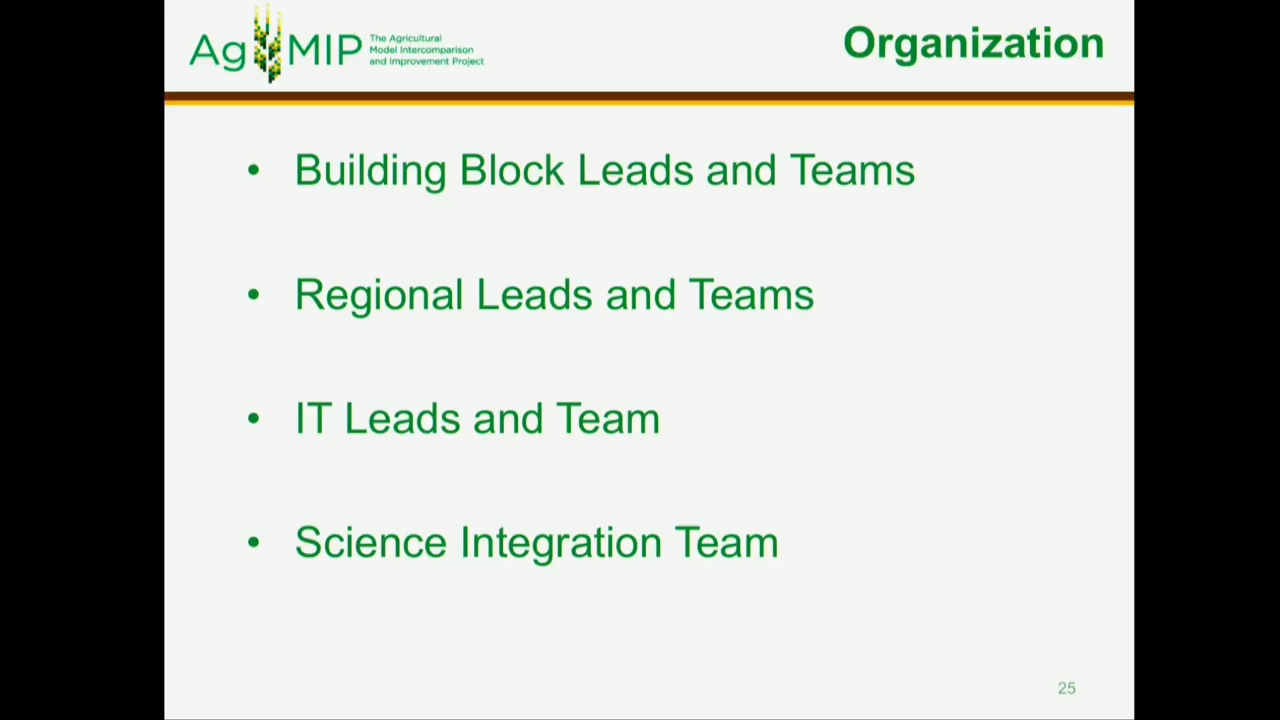 AgMIP
The Agricultural
Model Intercomparison
and Improvement Project
Organization
• Building Block Leads and Teams
• Regional Leads and Teams
• IT Leads and Team
• Science Integration Team
25